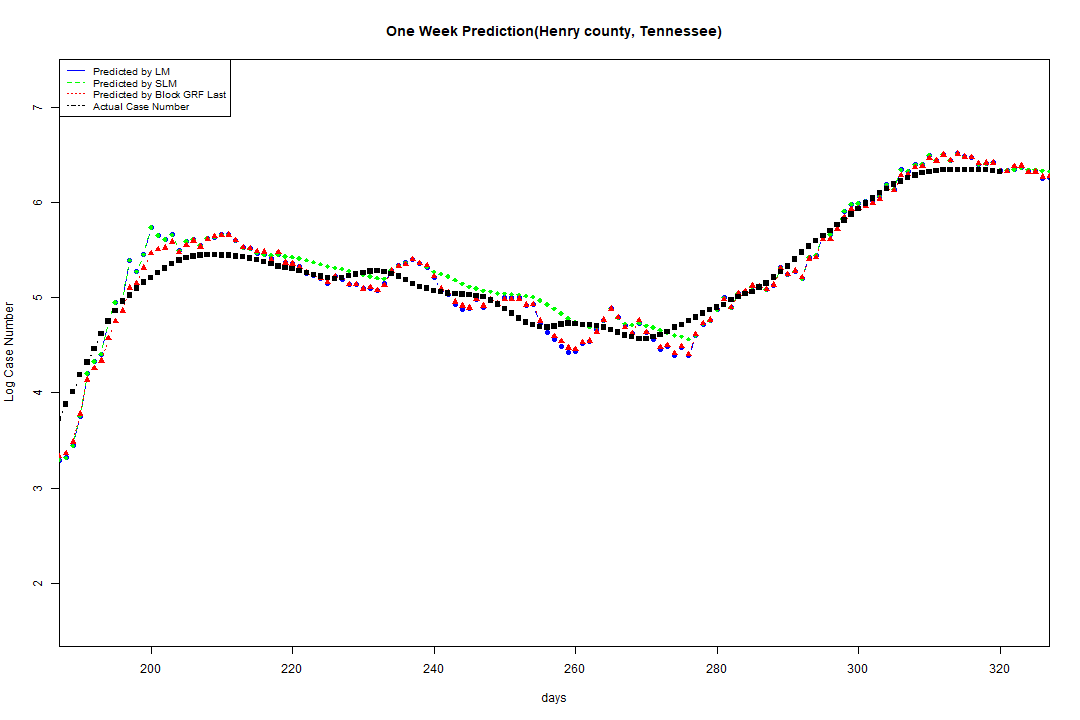 One Week Prediction(Henry county, Tennessee)
Predicted by LM
Predicted by SLM
Predicted by Block GRF Last
Actual Case Number
7
6
5
4
3
2
Log Case Number
200 220 240 260 280 300 320
days